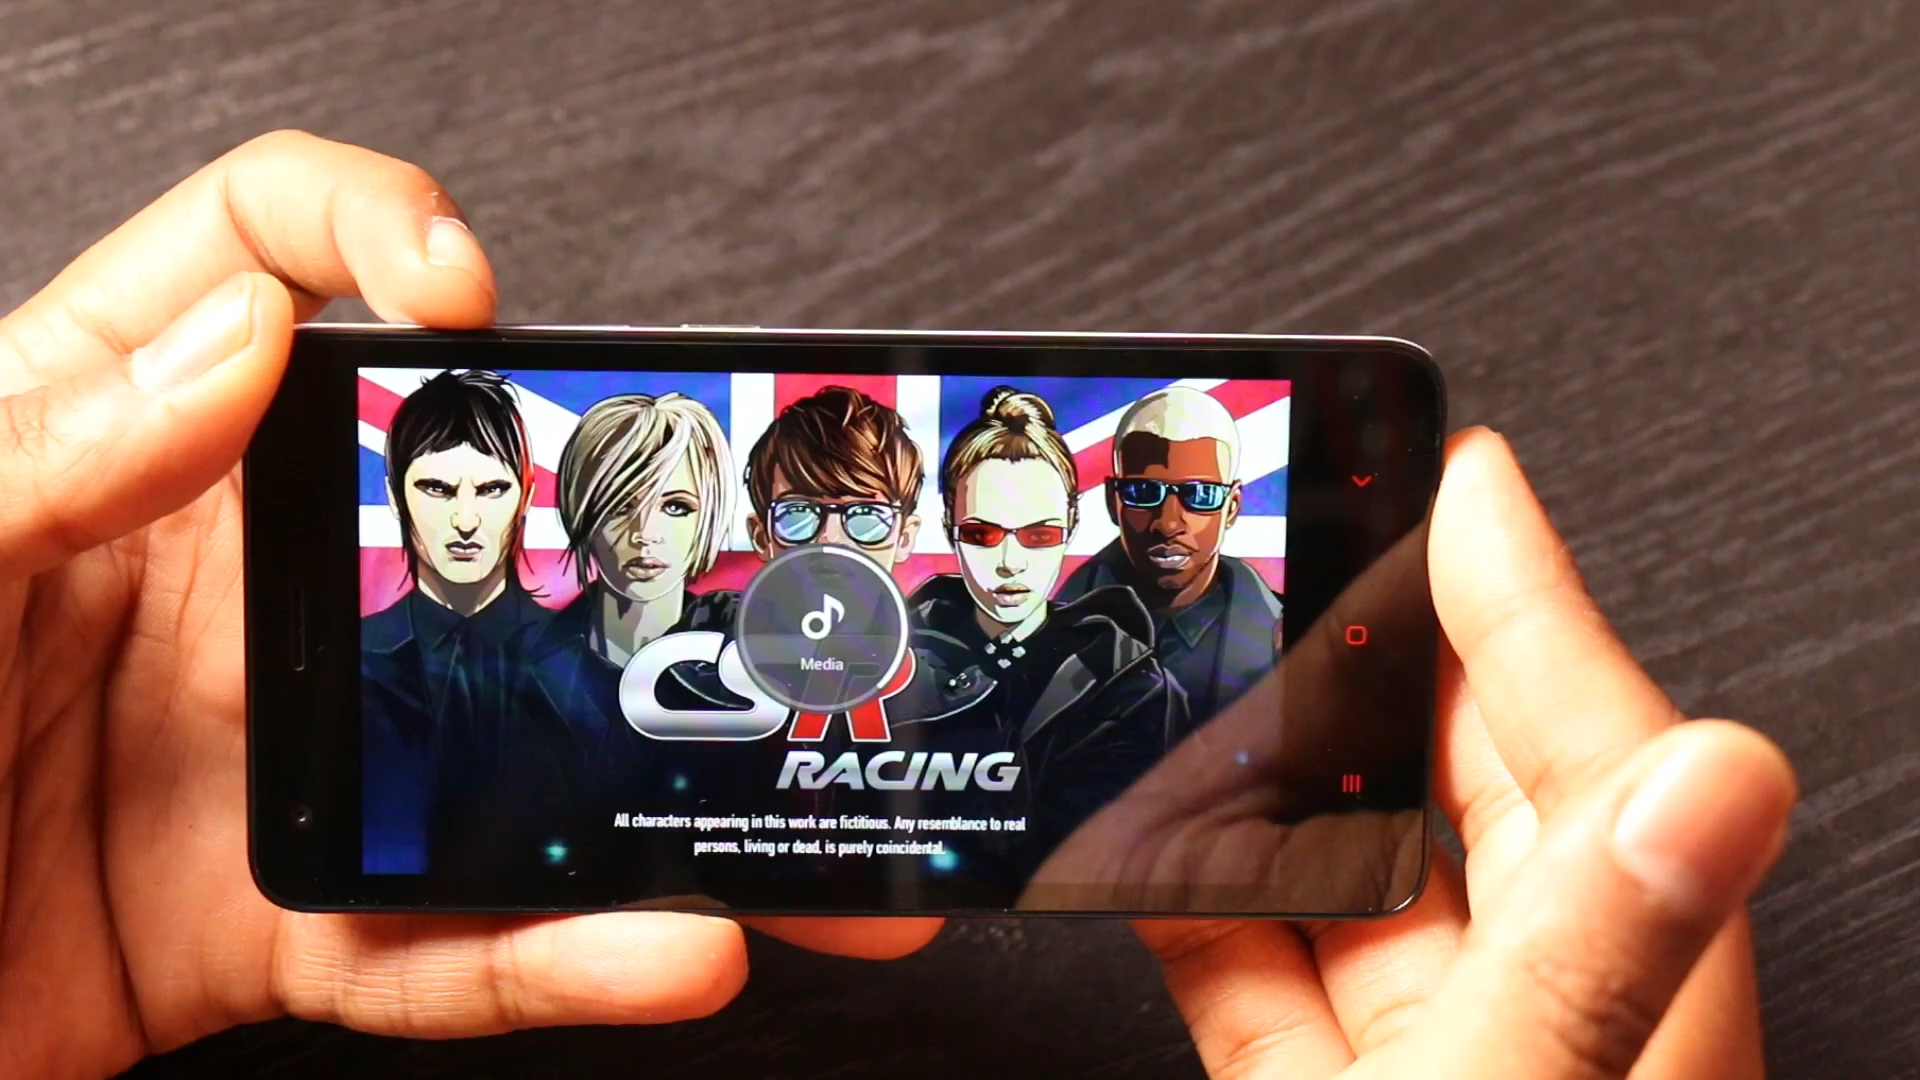 Media
CSR
RACING
All characters appearing in this work are fictitious. Any resemblance to real
persons, living or dead, is purely coincidental.